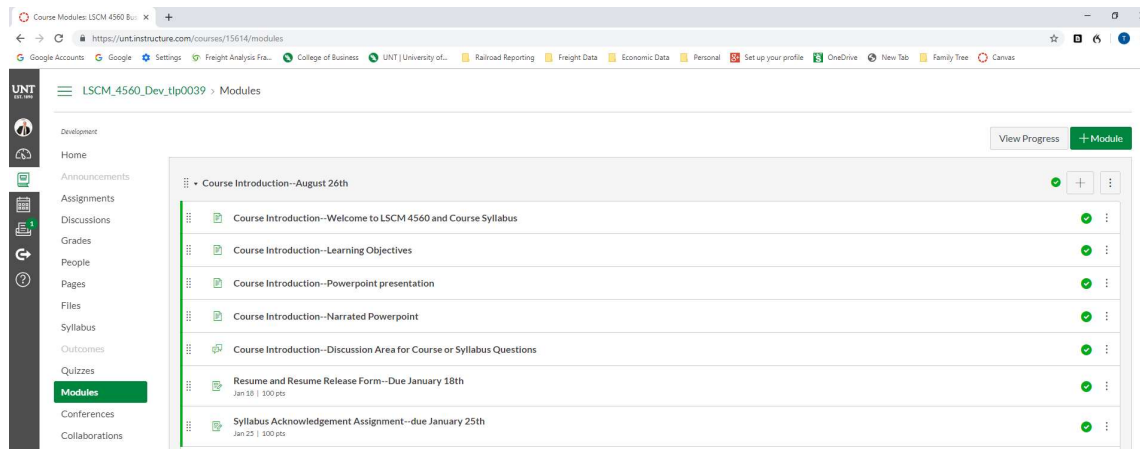 Course Modules: LSCM 4560 Bus
https://unt.instructure.com/courses/15614/modules
Google Accounts Google Settings Freight Analysis Fra... College of Business UNT | University of... Railroad Reporting Freight Data Economic Data Personal Set up your profile OneDrive New Tab Family Tree Canvas
UNT
EST. 1890
LSCM_4560_Dev_tlp0039 > Modules
Development
View Progress
+ Module
Home
Announcements
Assignments
Discussions
Grades
People
Pages
Files
Syllabus
Outcomes
Quizzes
Modules
Conferences
Collaborations
1
Course Introduction--August 26th
Course Introduction--Welcome to LSCM 4560 and Course Syllabus
Course Introduction--Learning Objectives
Course Introduction--Powerpoint presentation
Course Introduction--Narrated Powerpoint
Course Introduction--Discussion Area for Course or Syllabus Questions
Resume and Resume Release Form--Due January 18th
Jan 18 | 100 pts
Syllabus Acknowledgement Assignment--due January 25th
Jan 25 | 100 pts